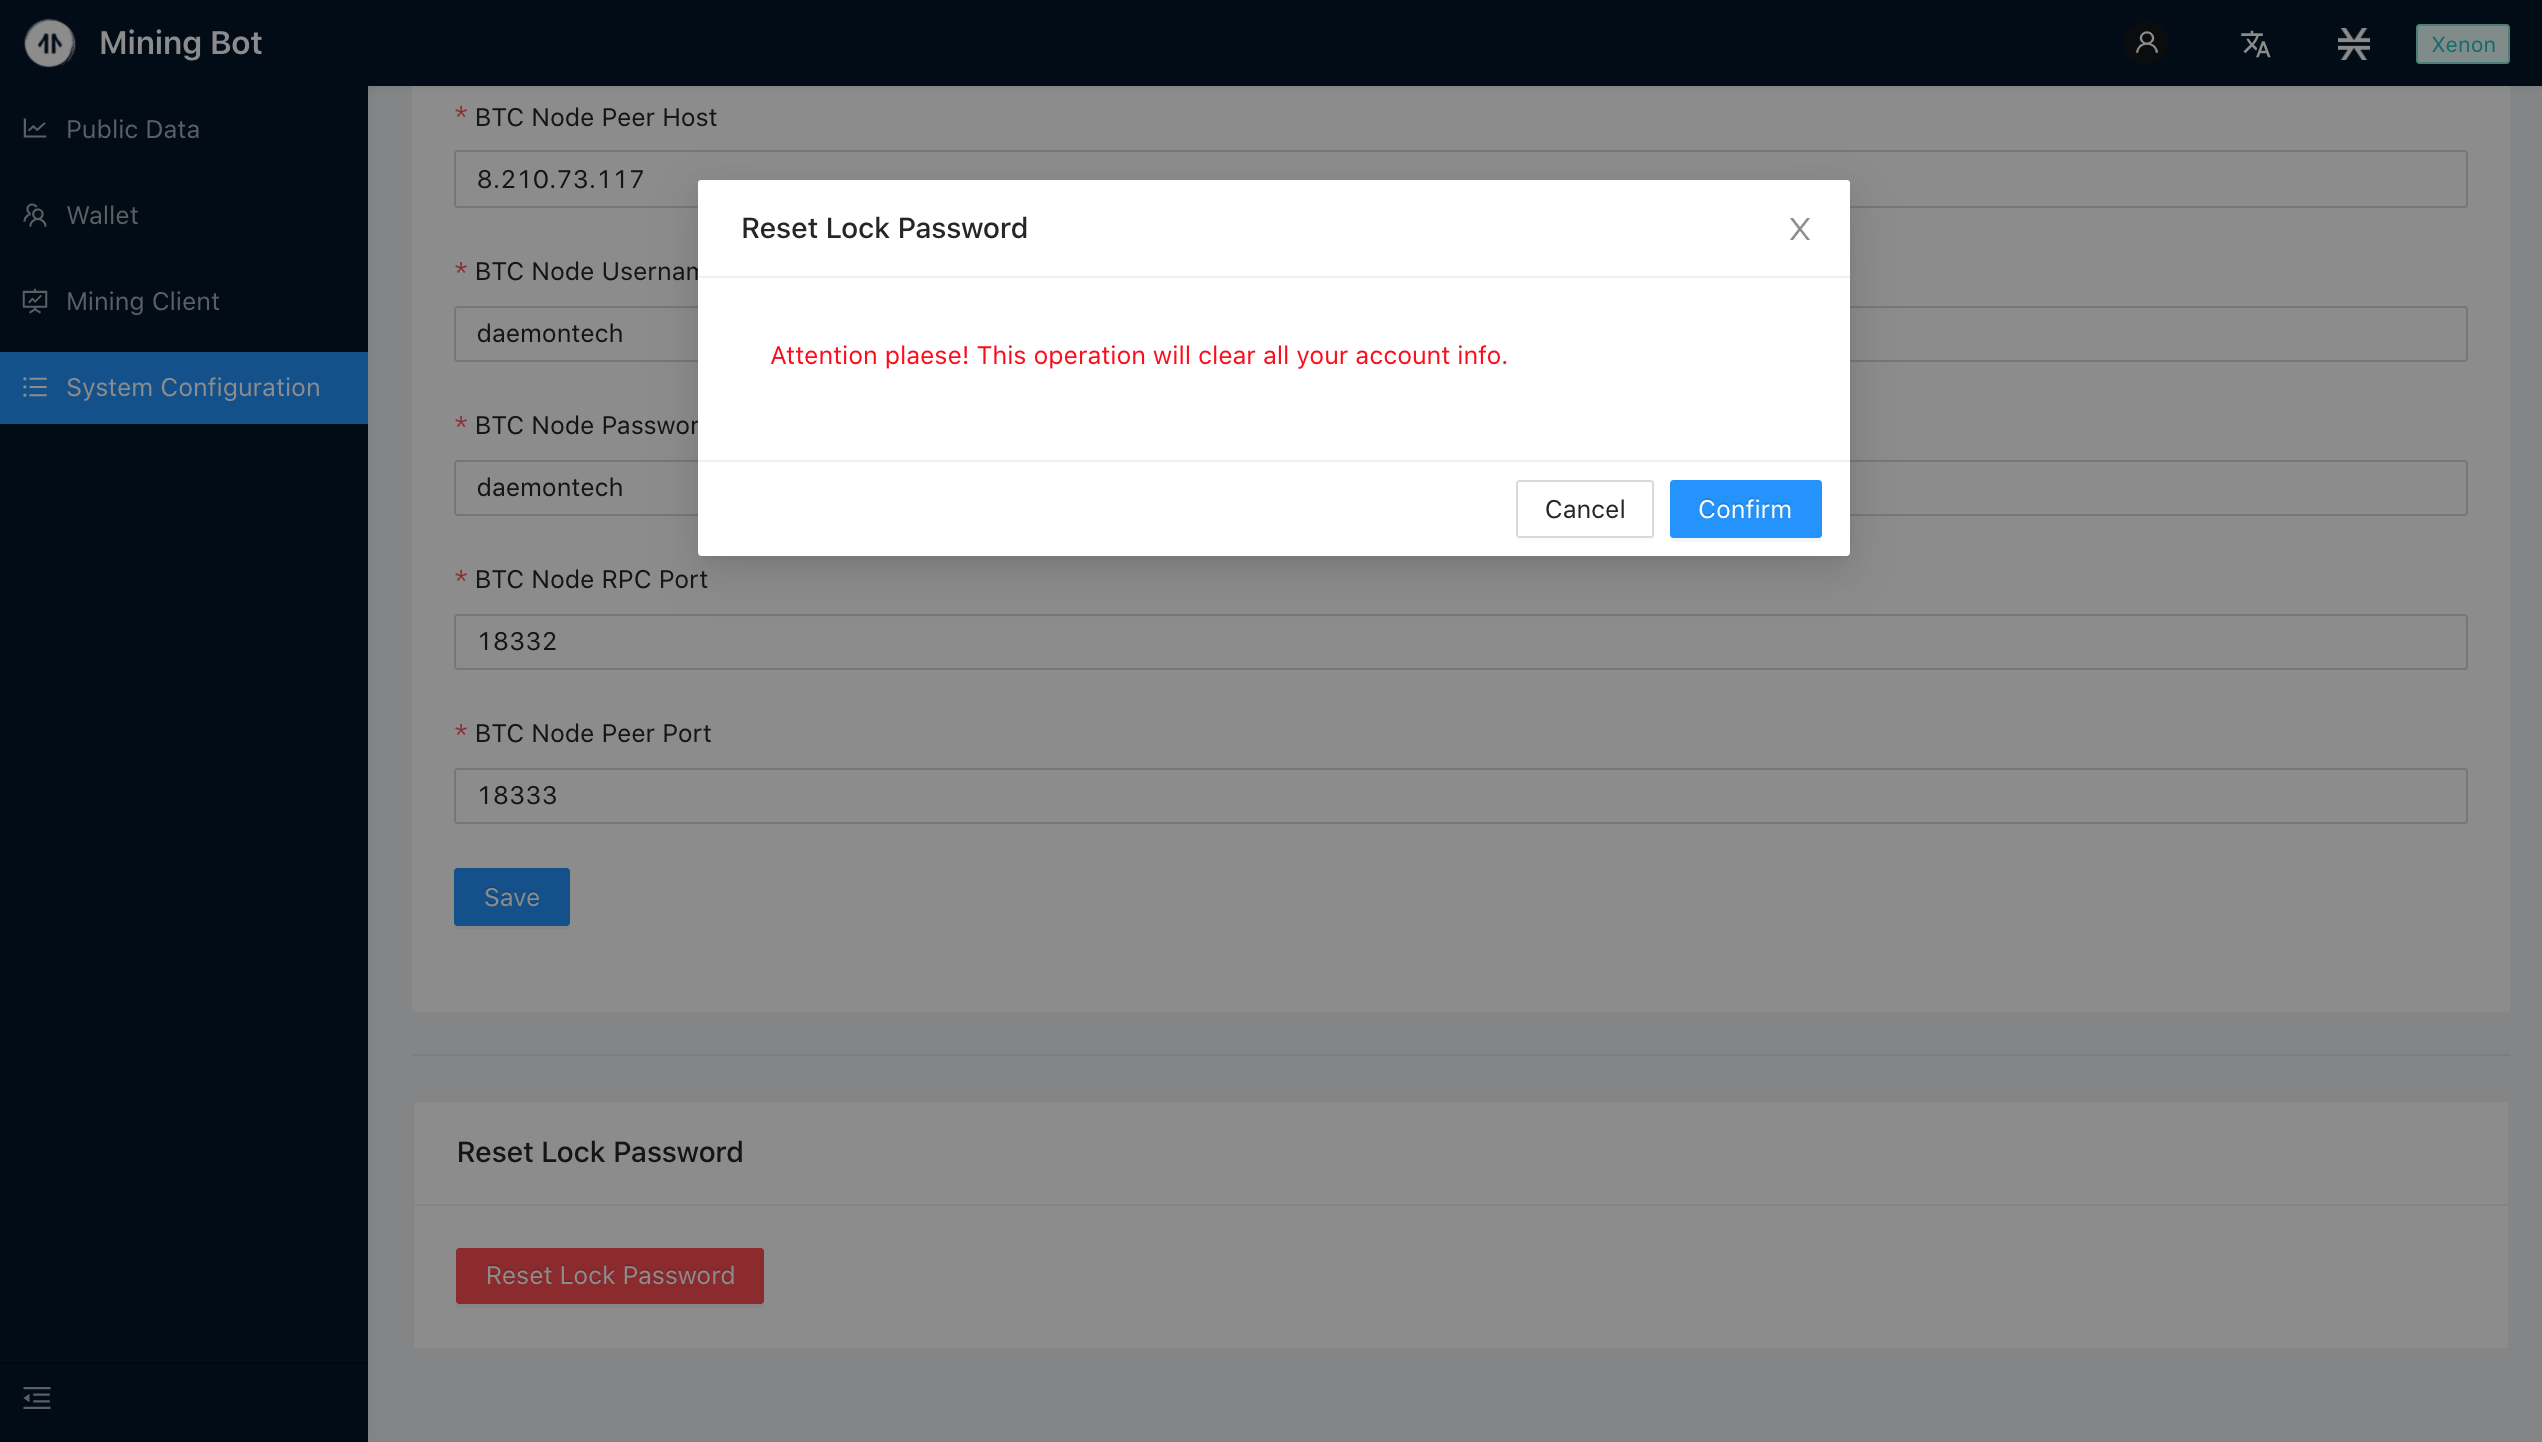 Mining Bot
Xenon
Public Data
Wallet
Mining Client
System Configuration
* BTC Node Peer Host
8.210.73.117
* BTC Node
daemontech
* BTC Node
daemontech
* BTC Node RPC Port
18332
* BTC Node Peer Port
18333
Save
Reset Lock Password
Attention plaese! This operation will clear all your account info.
Cancel
Confirm
Reset Lock Password
Reset Lock Password